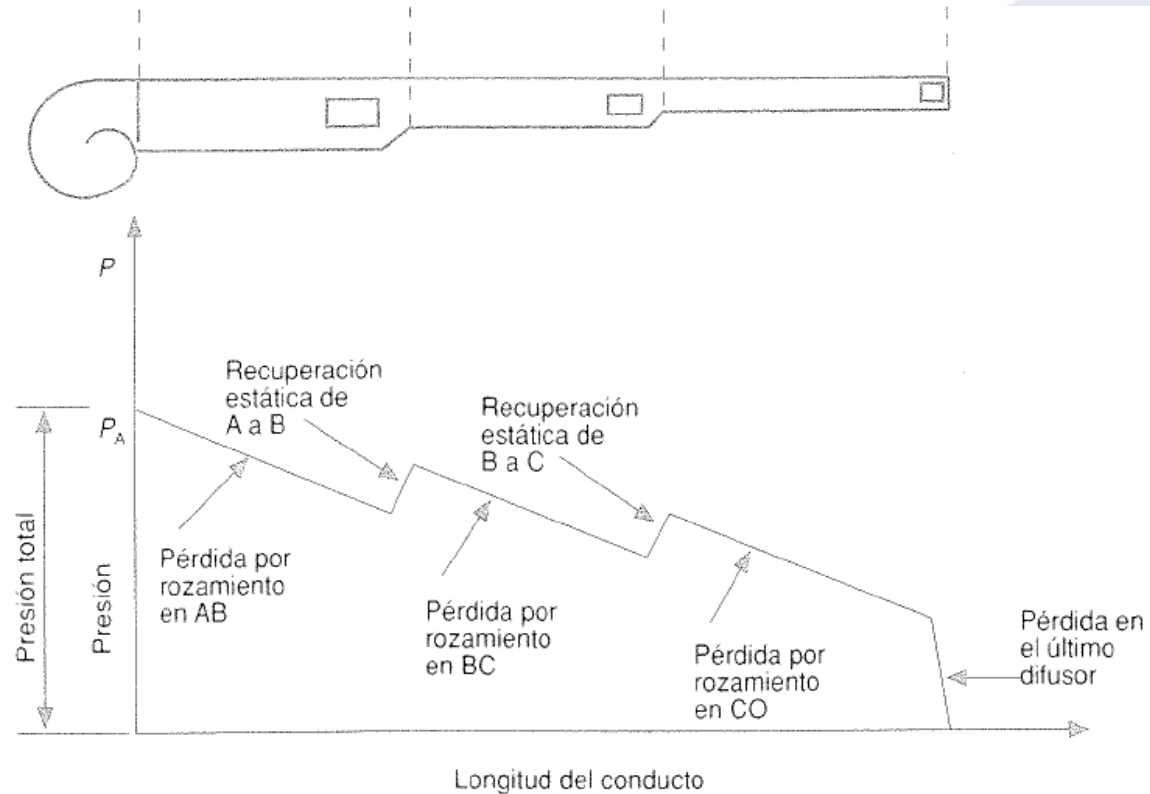 P
Recuperación
estática de
A a B
Recuperación
estática de
B a C
P_A
Presión total
Presión
Pérdida por
rozamiento
en AB
Pérdida por
rozamiento
en BC
Pérdida por
rozamiento
en CO
Pérdida en
el último
difusor
Longitud del conducto